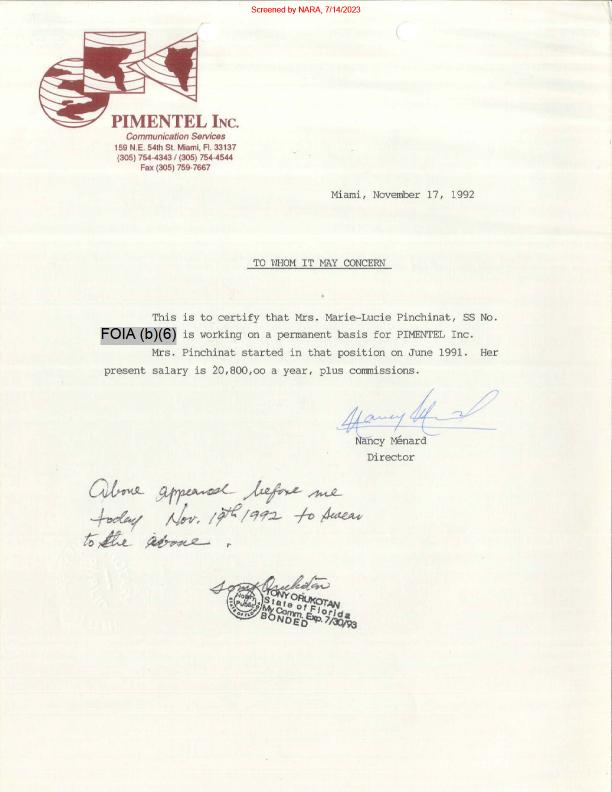 Screened by NARA, 7/14/2023
PIMENTEL INC.
Communication Services
159 N.E. 54th St. Miami, Fl. 33137
(305) 754-4343 / (305) 754-4544
Fax (305) 759-7667
Miami, November 17, 1992
TO WHOM IT MAY CONCERN
This is to certify that Mrs. Marie-Lucie Pinchinat, SS No.
FOIA (b)(6) is working on a permanent basis for PIMENTEL Inc.
Mrs. Pinchinat started in that position on June 1991. Her
present salary is 20,800,oo a year, plus commissions.
Nancy Ménard
Nancy Ménard
Director
Above appeared before me
today Nov. 19th 1992 to swear
to the above.
Tony Orukotan
TONY ORUKOTAN
State of Florida
My Comm. Exp. 7/30/93
BONDED